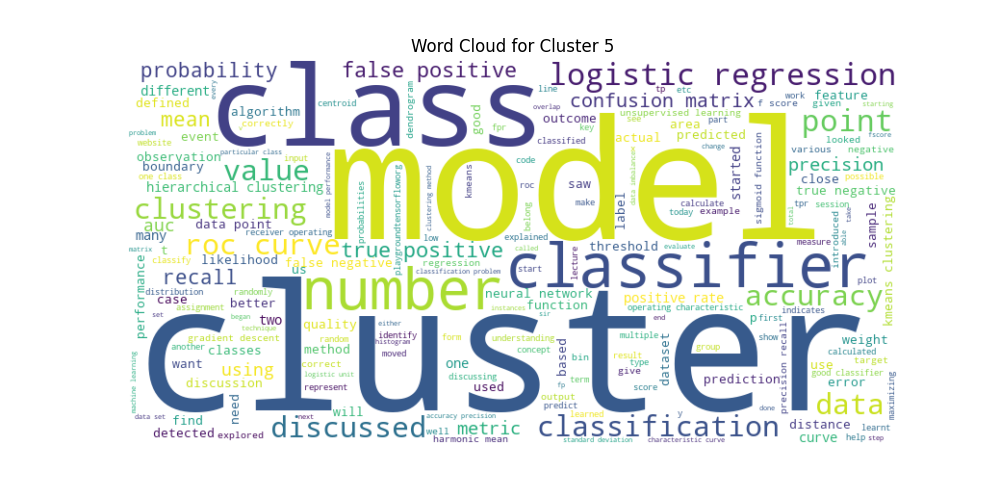 Word Cloud for Cluster 5
probability
false positive
logistic regression
different
defined
algorithm
class
every
centroid
dendrogram
line
tp
etc
overlap
confusion matrix
work
feature
f score
given
starting
mean
correctly
event
good
fpr
outcome
key
unsupervised learning
see
part
area
actual
predicted
change
point
looked
fscore
problem
website
particular class
classified
observation
one class
input
boundary
value
hierarchical clustering
model performance
model
code
kmeans
clustering method
roc
saw
make
belong
label
data imbalance
started
calculate
today
example
sigmoid function
various
negative
precision
close
possible
true negative
tpr
session
total
introduced
able
take
measure
sample
kmeans clustering
clustering
auc
data point
many
receiver operating
probabilities
playgroundtensorfloworg
low
explained
t
matrix
classify
roc curve
likelihood
false negative
true positive
regression
called
classification problem
start
lecture
classifier
threshold
evaluate
plot
recall
us
performance
distribution
randomly
case
set
assignment
better
began
two
technique
number
neural network
function
instances
sir
positive rate
operating characteristic
accuracy
p
first
indicates
cluster
another
gradient descent
quality
random
either
identify
histogram
moved
form
understanding
concept
end
multiple
group
show
weight
calculated
classes
method
correct
want
using
discussion
logistic unit
represent
one
discussing
used
based
bin
term
result
type
give
dataset
score
prediction
precision recall
use
target
good classifier
error
maximizing
machine learning
data set
find
need
next
will
output
predict
fp
learned
y
done
data
detected
explored
discussed
well
metric
accuracy precision
harmonic mean
classification
standard deviation
characteristic curve
distance
curve
help
learnt
step